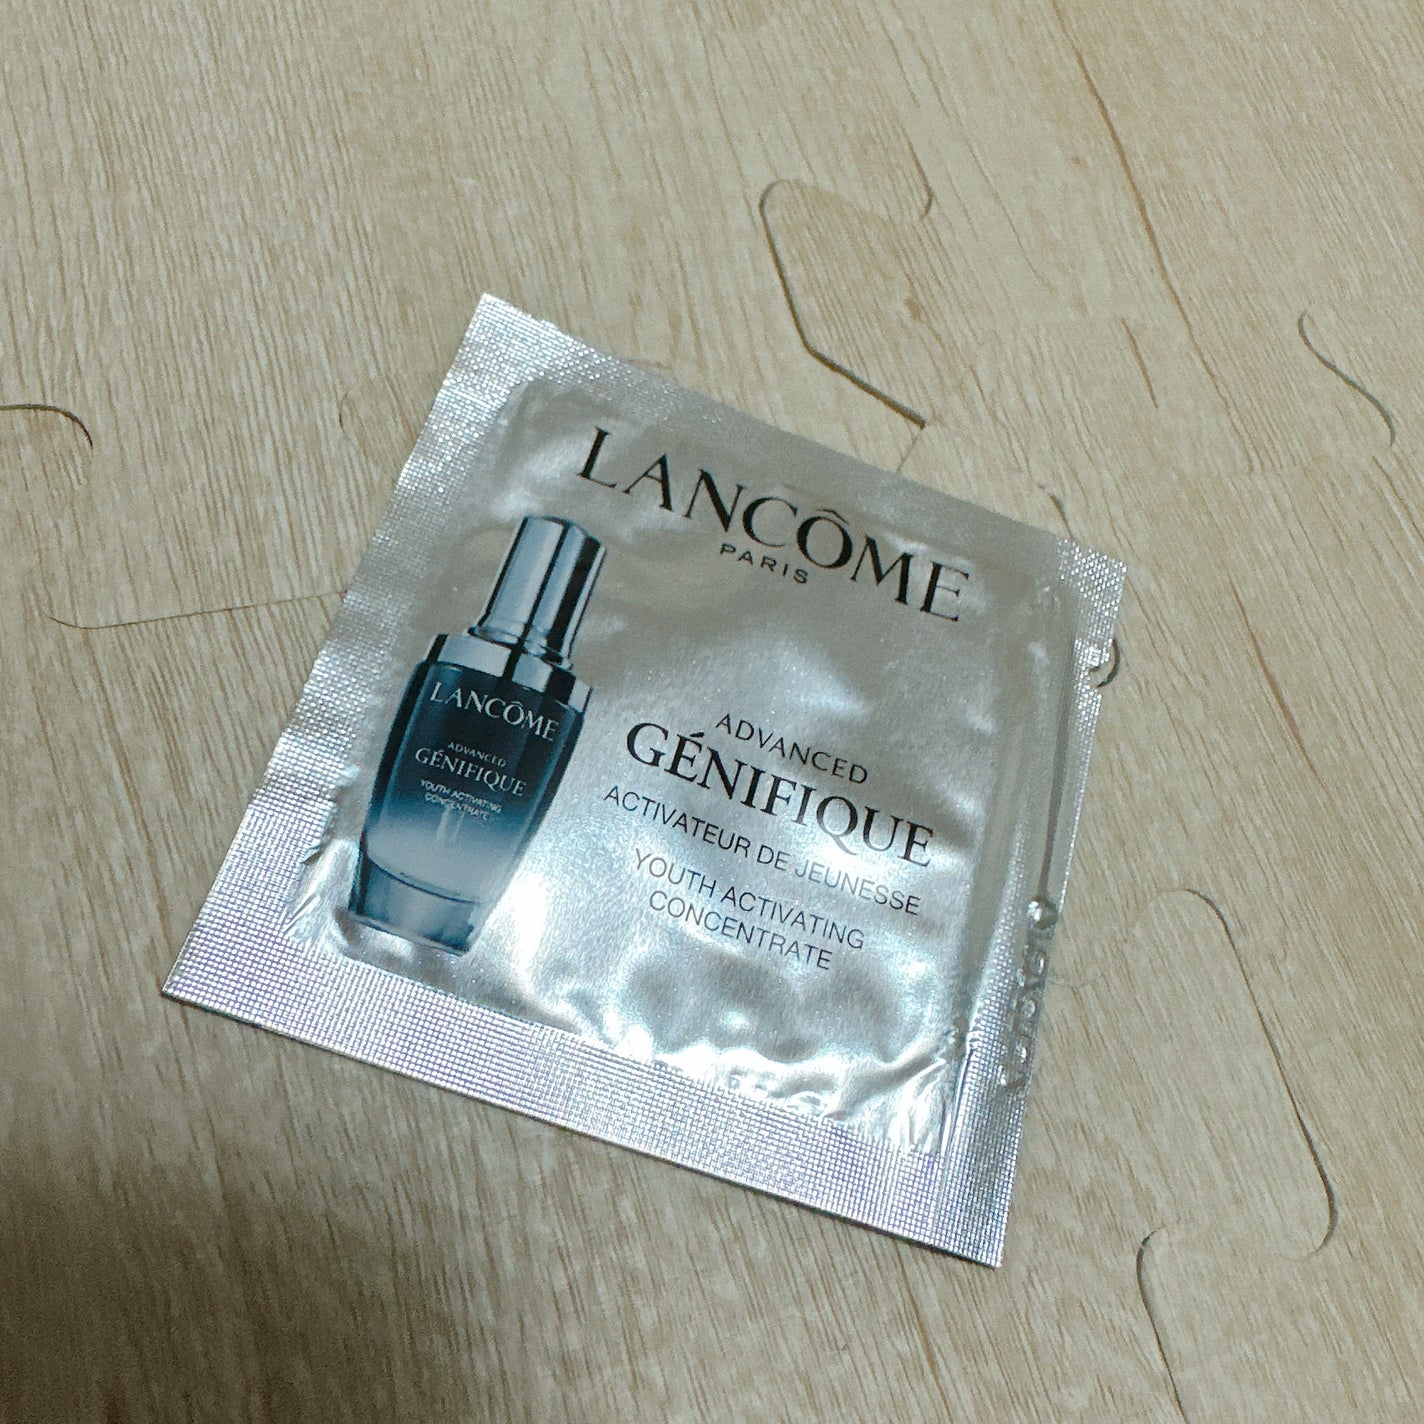 LANCÔME
PARIS
LANCÔME
ADVANCED
GÉNIFIQUE
YOUTH ACTIVATING
CONCENTRATE
ADVANCED
GÉNIFIQUE
ACTIVATEUR DE JEUNESSE
YOUTH ACTIVATING
CONCENTRATE